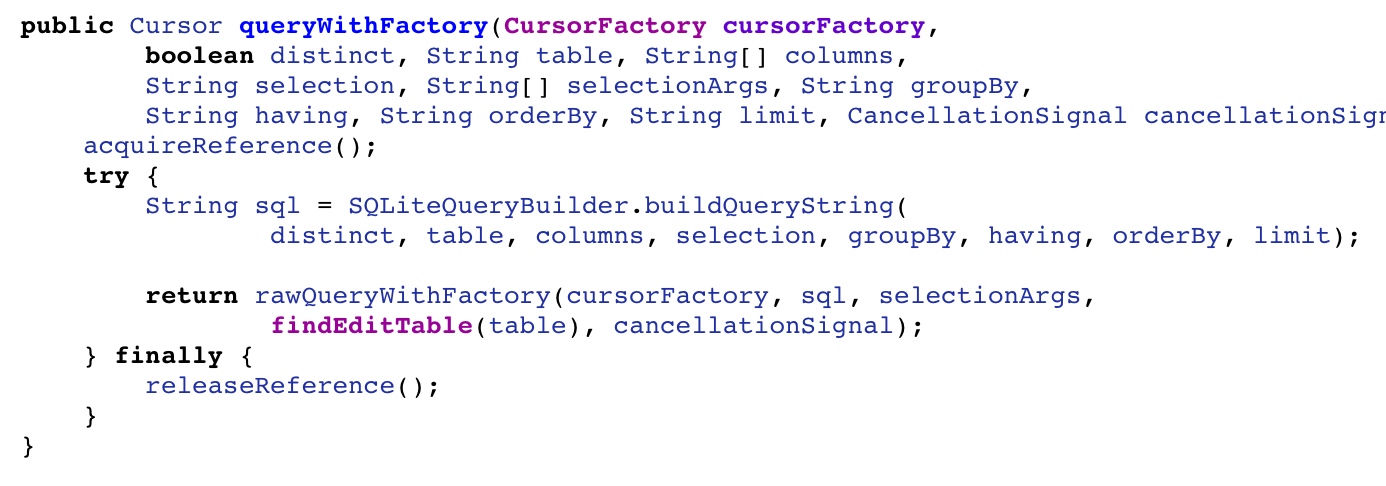 public Cursor queryWithFactory(CursorFactory cursorFactory,
boolean distinct, String table, String[] columns,
String selection, String[] selectionArgs, String groupBy,
String having, String orderBy, String limit, CancellationSignal cancellationSign
acquireReference();
try {
String sql = SQLiteQueryBuilder.buildQueryString(
distinct, table, columns, selection, groupBy, having, orderBy, limit);
return rawQueryWithFactory(cursorFactory, sql, selectionArgs,
findEditTable(table), cancellationSignal);
} finally {
releaseReference();
}
}